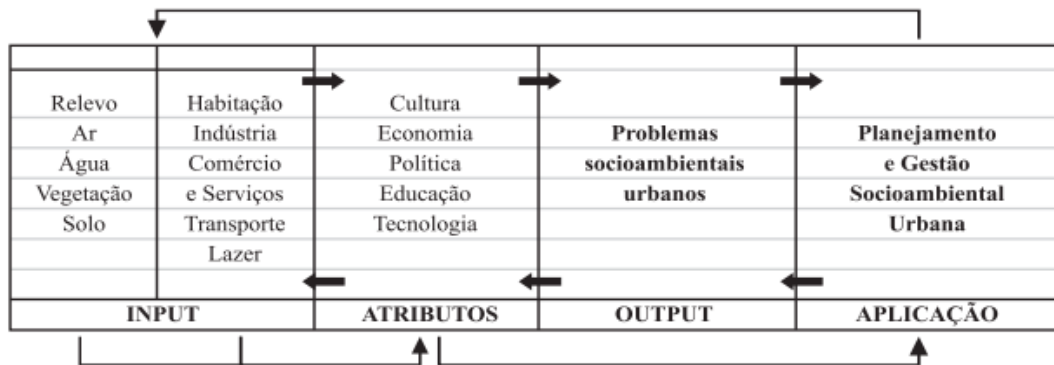 Relevo Habitação Cultura
Ar Indústria Economia Problemas Planejamento
Água Comércio Política socioambientais e Gestão
Vegetação e Serviços Educação urbanos Socioambiental
Solo Transporte Tecnologia Urbana
Lazer
INPUT ATRIBUTOS OUTPUT APLICAÇÃO